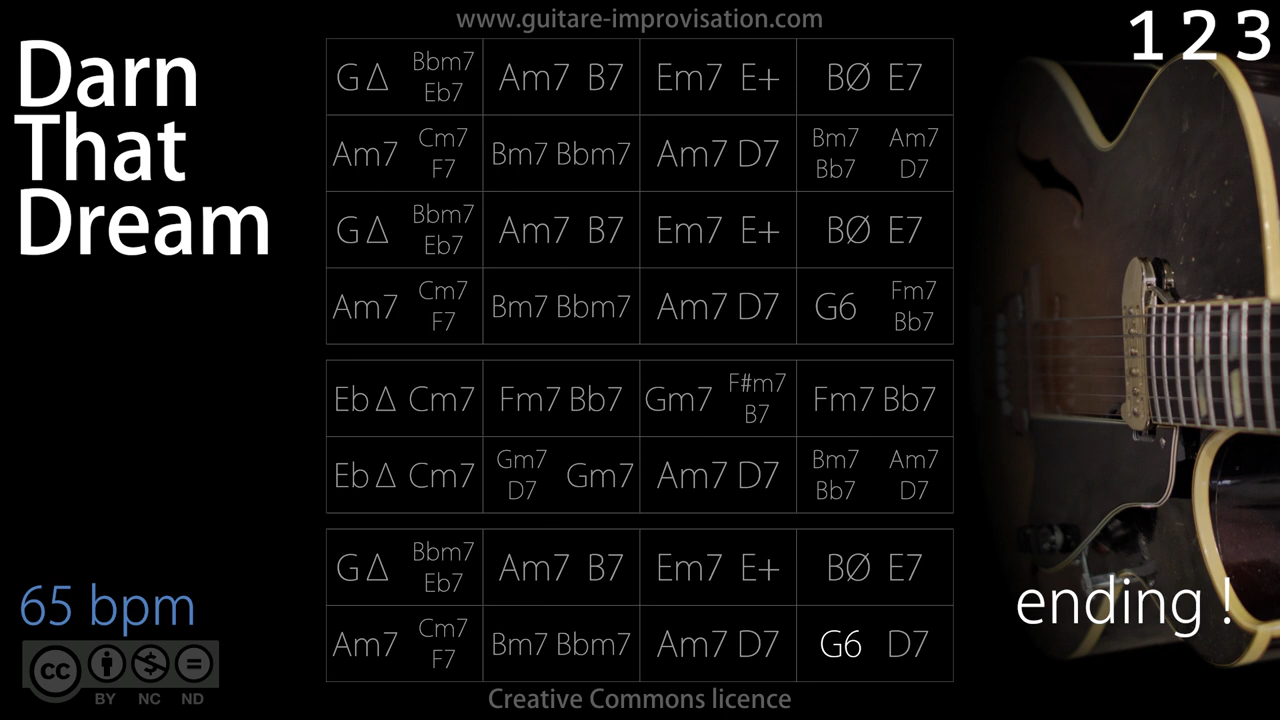 www.guitare-improvisation.com
1 2 3
Darn
That
Dream
G Δ Bbm7 Eb7 Am7 B7 Em7 E+ BØ E7
Am7 Cm7 F7 Bm7 Bbm7 Am7 D7 Bm7 Bb7 Am7 D7
G Δ Bbm7 Eb7 Am7 B7 Em7 E+ BØ E7
Am7 Cm7 F7 Bm7 Bbm7 Am7 D7 G6 Fm7 Bb7
Eb Δ Cm7 Fm7 Bb7 Gm7 F#m7 B7 Fm7 Bb7
Eb Δ Cm7 Gm7 D7 Gm7 Am7 D7 Bm7 Bb7 Am7 D7
G Δ Bbm7 Eb7 Am7 B7 Em7 E+ BØ E7
Am7 Cm7 F7 Bm7 Bbm7 Am7 D7 G6 D7
ending !
65 bpm
cc
BY NC ND
Creative Commons licence